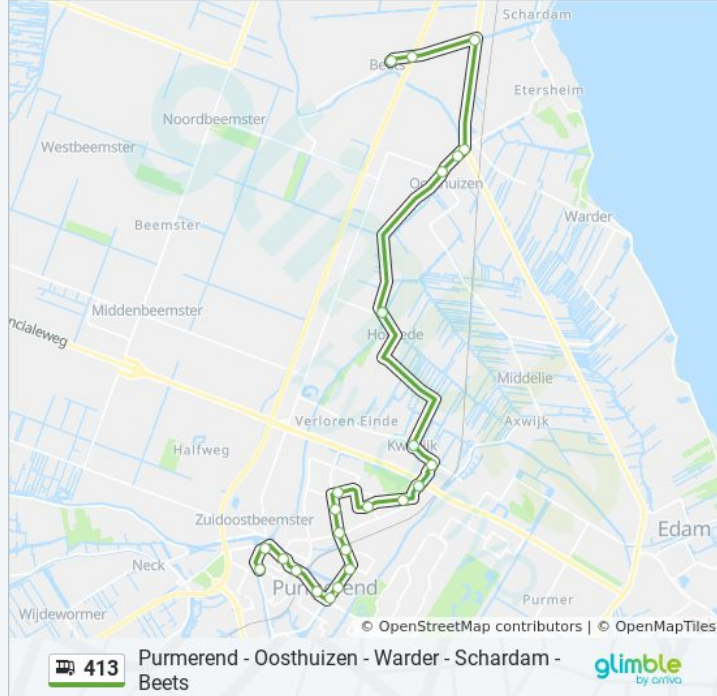 Schardam
Beets
Etersheim
Noordbeemster
Westbeemster
Oosthuizen
Warder
Beemster
Middenbeemster
ncialeweg
Hobrede
Middelie
Verloren Einde
Axwijk
Kwadijk
Halfweg
Zuidoostbeemster
Edam
Neck
Purmerend
Purmer
Wijdewormer
© OpenStreetMap contributors | © OpenMapTiles
413
Purmerend - Oosthuizen - Warder - Schardam -
Beets
glimble
by arriva